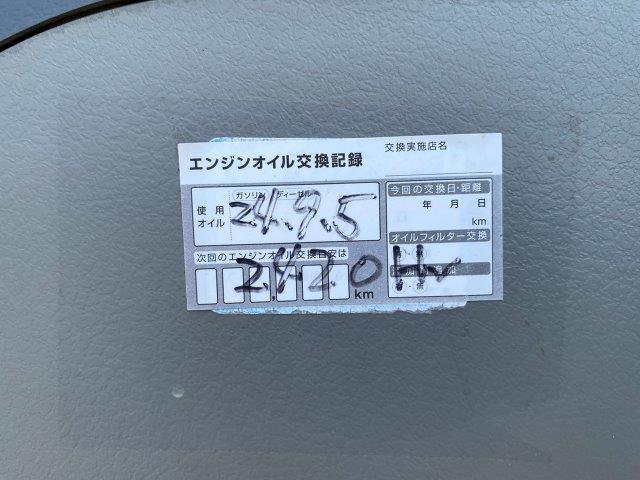 エンジンオイル交換記録
交換実施店名
使用オイル
ガソリン ディーゼル
24.9.5
今回の交換日・距離
年 月 日
km
オイルフィルター交換
次回のエンジンオイル交換目安は
2420Hr
km